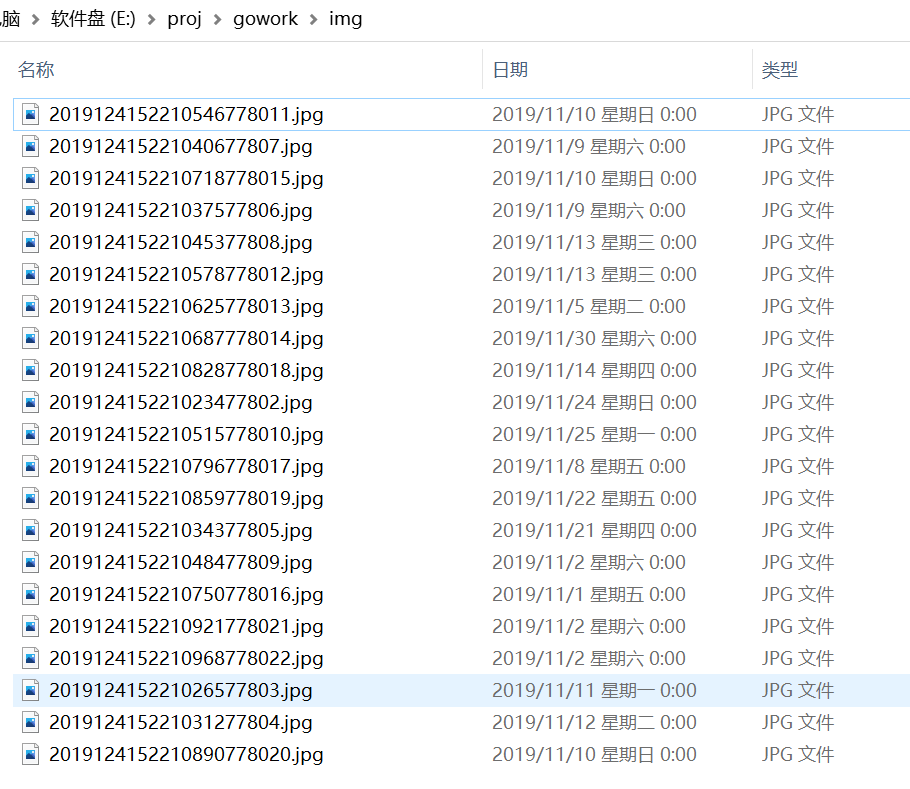 脑 › 软件盘 (E:) › proj › gowork › img
名称 日期 类型
2019124152210546778011.jpg 2019/11/10 星期日 0:00 JPG 文件
201912415221040677807.jpg 2019/11/9 星期六 0:00 JPG 文件
2019124152210718778015.jpg 2019/11/10 星期日 0:00 JPG 文件
201912415221037577806.jpg 2019/11/9 星期六 0:00 JPG 文件
201912415221045377808.jpg 2019/11/13 星期三 0:00 JPG 文件
2019124152210578778012.jpg 2019/11/13 星期三 0:00 JPG 文件
2019124152210625778013.jpg 2019/11/5 星期二 0:00 JPG 文件
2019124152210687778014.jpg 2019/11/30 星期六 0:00 JPG 文件
2019124152210828778018.jpg 2019/11/14 星期四 0:00 JPG 文件
201912415221023477802.jpg 2019/11/24 星期日 0:00 JPG 文件
2019124152210515778010.jpg 2019/11/25 星期一 0:00 JPG 文件
2019124152210796778017.jpg 2019/11/8 星期五 0:00 JPG 文件
2019124152210859778019.jpg 2019/11/22 星期五 0:00 JPG 文件
201912415221034377805.jpg 2019/11/21 星期四 0:00 JPG 文件
201912415221048477809.jpg 2019/11/2 星期六 0:00 JPG 文件
2019124152210750778016.jpg 2019/11/1 星期五 0:00 JPG 文件
2019124152210921778021.jpg 2019/11/2 星期六 0:00 JPG 文件
2019124152210968778022.jpg 2019/11/2 星期六 0:00 JPG 文件
201912415221026577803.jpg 2019/11/11 星期一 0:00 JPG 文件
201912415221031277804.jpg 2019/11/12 星期二 0:00 JPG 文件
2019124152210890778020.jpg 2019/11/10 星期日 0:00 JPG 文件